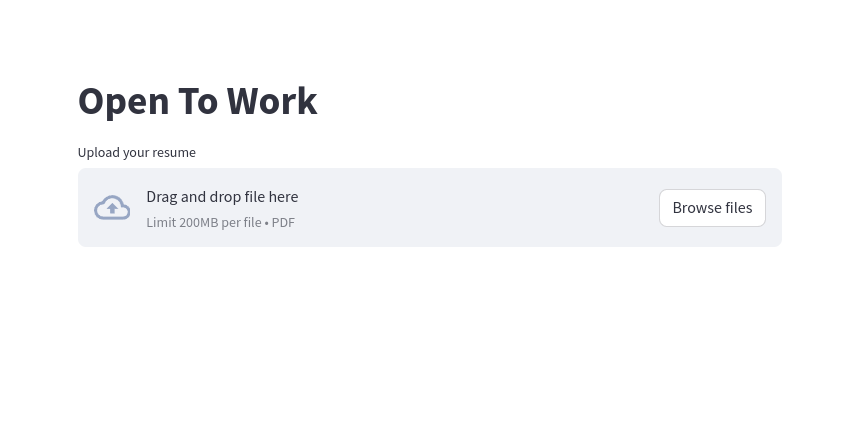 Open To Work
Upload your resume
Drag and drop file here
Limit 200MB per file • PDF
Browse files